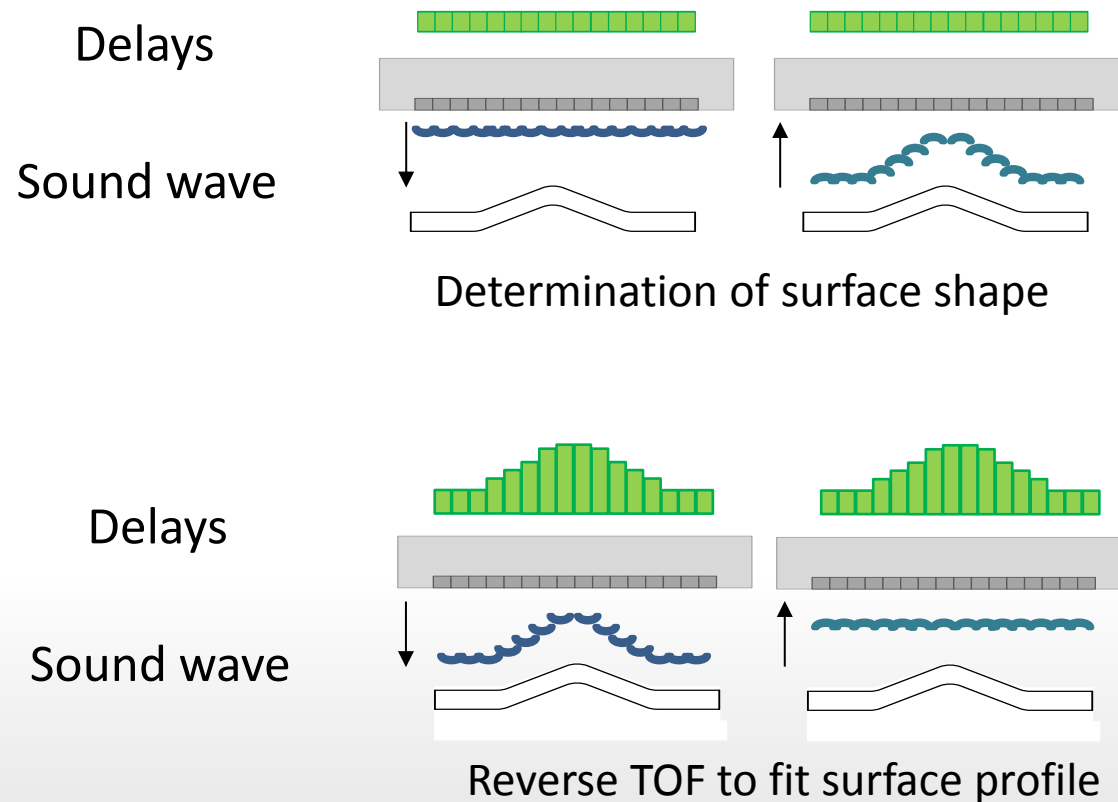 Delays
Sound wave
Determination of surface shape
Delays
Sound wave
Reverse TOF to fit surface profile